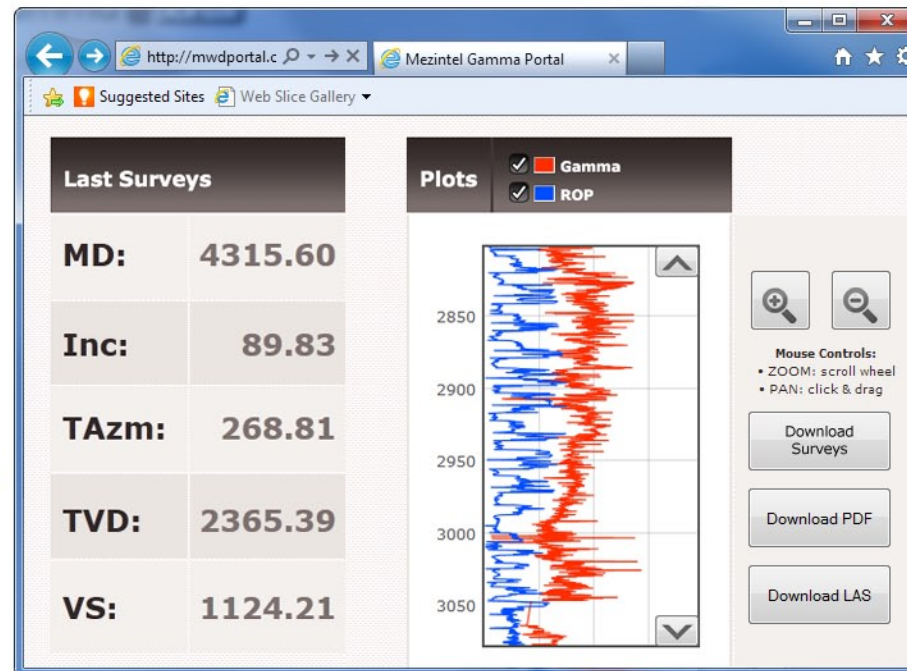 http://mwdportal.c
Mezintel Gamma Portal
Suggested Sites
Web Slice Gallery
Last Surveys
MD: 4315.60
Inc: 89.83
TAzm: 268.81
TVD: 2365.39
VS: 1124.21
Plots
Gamma
ROP
2850
2900
2950
3000
3050
Mouse Controls:
• ZOOM: scroll wheel
• PAN: click & drag
Download
Surveys
Download PDF
Download LAS